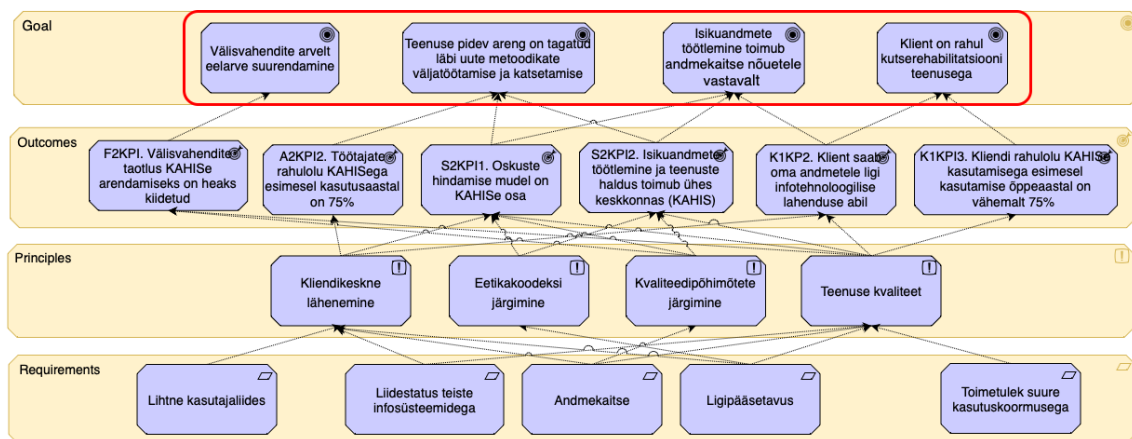 Goal
Välisvahendite arvelt
eelarve suurendamine
Teenuse pidev areng on tagatud
läbi uute metoodikate
väljatöötamise ja katsetamise
Isikuandmete
töötlemine toimub
andmekaitse nõuetele
vastavalt
Klient on rahul
kutserehabilitatsiooni
teenusega
Outcomes
F2KPI. Välisvahendite
taotlus KAHISe
arendamiseks on heaks
kiidetud
A2KPI2. Töötajate
rahulolu KAHISega
esimesel kasutusaastal
on 75%
S2KPI1. Oskuste
hindamise mudel on
KAHISe osa
S2KPI2. Isikuandmete
töötlemine ja teenuste
haldus toimub ühes
keskkonnas (KAHIS)
K1KP2. Klient saab
oma andmetele ligi
infotehnoloogilise
lahenduse abil
K1KPI3. Kliendi rahulolu KAHISe
kasutamisega esimesel
kasutamise õppeaastal on
vähemalt 75%
Principles
Kliendikeskne
lähenemine
Eetikakoodeksi
järgimine
Kvaliteedipõhimõtete
järgimine
Teenuse kvaliteet
Requirements
Lihtne kasutajaliides
Liidestatus teiste
infosüsteemidega
Andmekaitse
Ligipääsetavus
Toimetulek suure
kasutuskoormusega